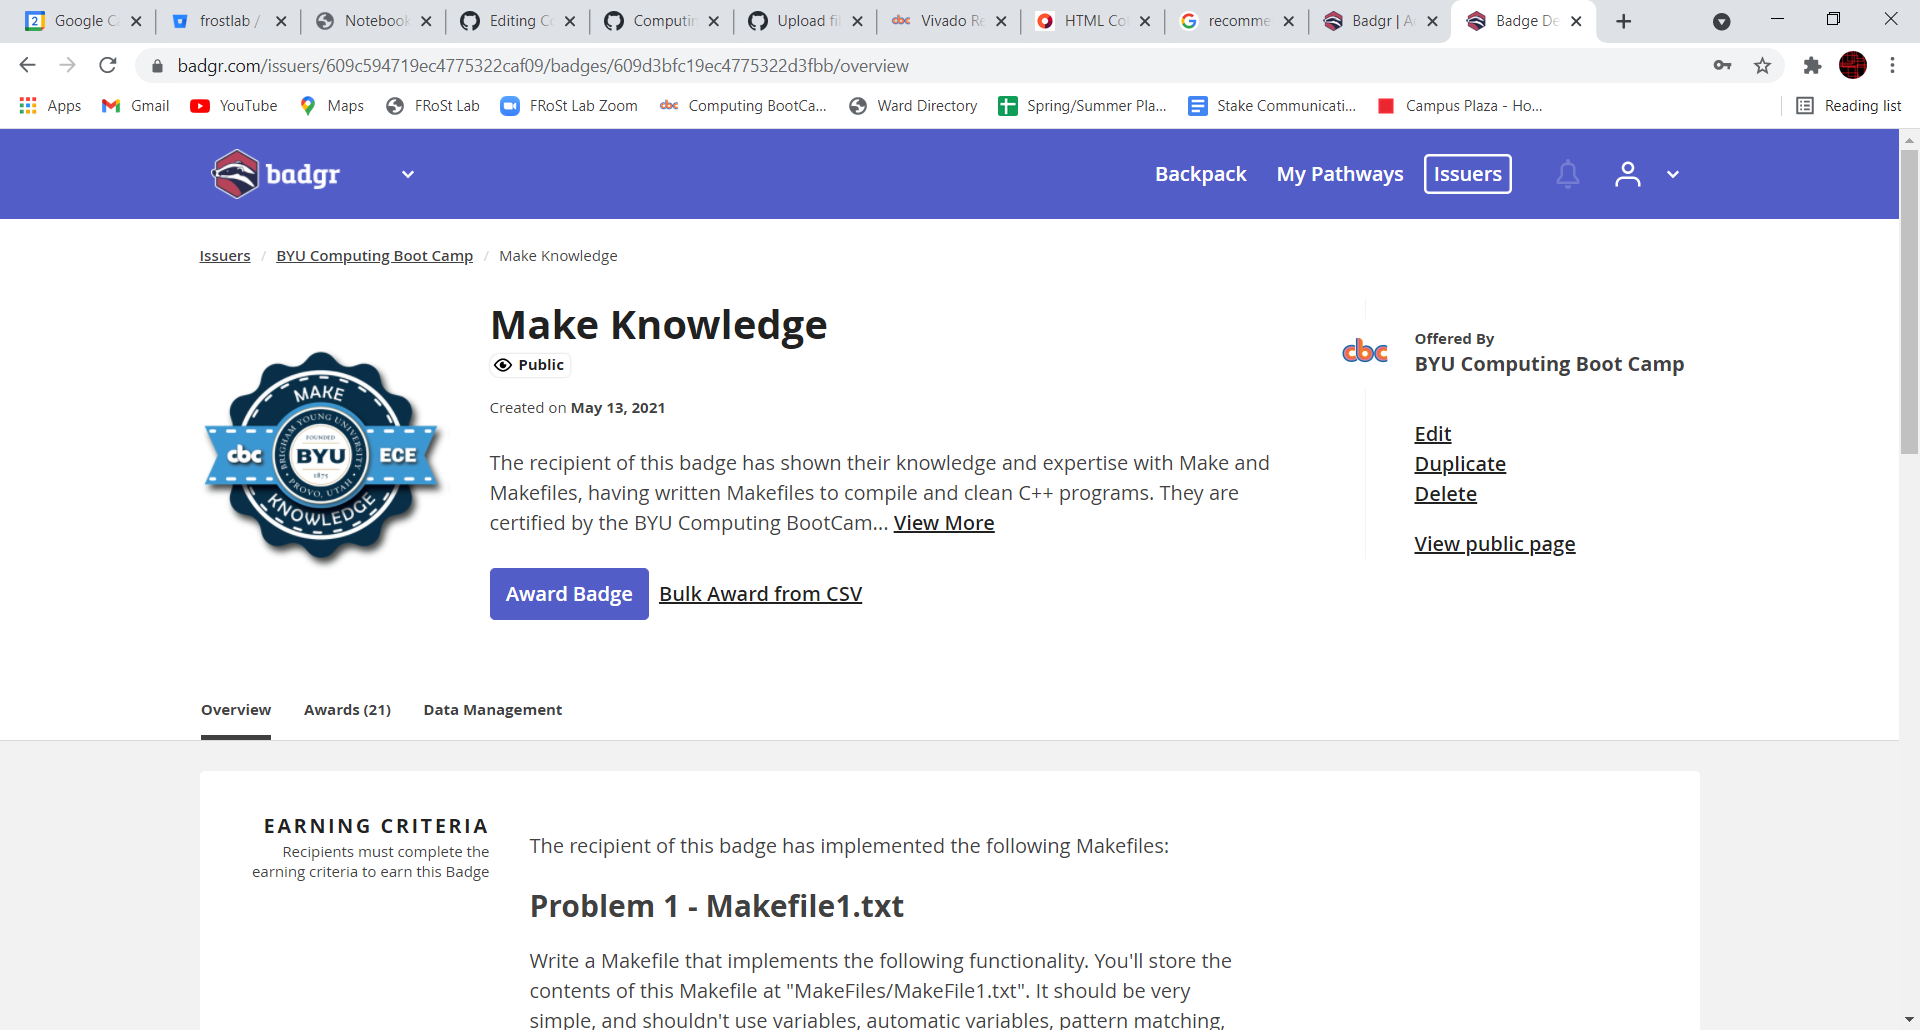 Google C
frostlab /
Notebook
Editing C
Computin
Upload fi
Vivado Re
HTML Co
recomme
Badgr | A
Badge De
badgr.com/issuers/609c594719ec4775322caf09/badges/609d3bfc19ec4775322d3fbb/overview
Apps
Gmail
YouTube
Maps
FRoSt Lab
FRoSt Lab Zoom
Computing BootCa...
Ward Directory
Spring/Summer Pla...
Stake Communicati...
Campus Plaza - Ho...
Reading list
badgr
Backpack
My Pathways
Issuers
Issuers / BYU Computing Boot Camp / Make Knowledge
MAKE
BRIGHAM YOUNG UNIVERSITY
FOUNDED
cbc
BYU
ECE
1875
PROVO, UTAH
KNOWLEDGE
Make Knowledge
Public
Created on May 13, 2021
The recipient of this badge has shown their knowledge and expertise with Make and
Makefiles, having written Makefiles to compile and clean C++ programs. They are
certified by the BYU Computing BootCam... View More
Award Badge
Bulk Award from CSV
cbc
Offered By
BYU Computing Boot Camp
Edit
Duplicate
Delete
View public page
Overview
Awards (21)
Data Management
EARNING CRITERIA
Recipients must complete the
earning criteria to earn this Badge
The recipient of this badge has implemented the following Makefiles:
Problem 1 - Makefile1.txt
Write a Makefile that implements the following functionality. You'll store the
contents of this Makefile at "MakeFiles/MakeFile1.txt". It should be very
simple, and shouldn't use variables, automatic variables, pattern matching,